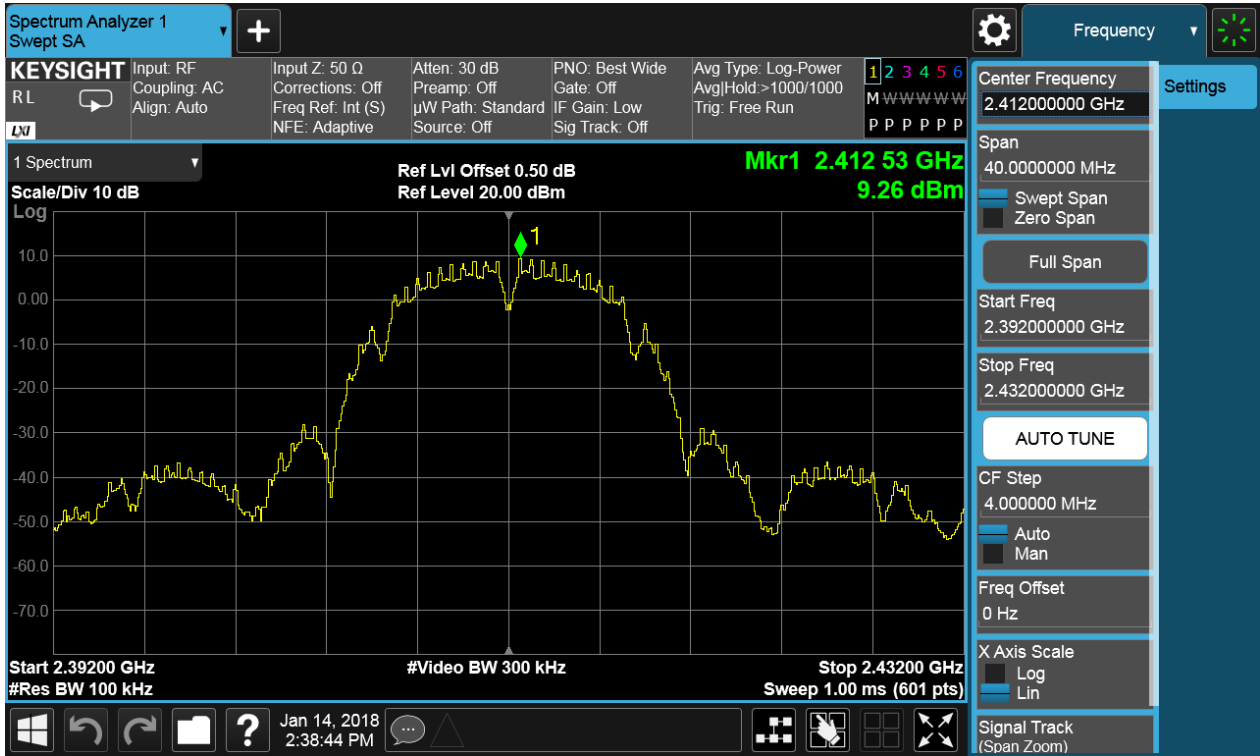 Spectrum Analyzer 1
Swept SA
+
Frequency
KEYSIGHT
RL
LXI
Input: RF
Coupling: AC
Align: Auto
Input Z: 50 Ω
Corrections: Off
Freq Ref: Int (S)
NFE: Adaptive
Atten: 30 dB
Preamp: Off
µW Path: Standard
Source: Off
PNO: Best Wide
Gate: Off
IF Gain: Low
Sig Track: Off
Avg Type: Log-Power
Avg|Hold:>1000/1000
Trig: Free Run
1 2 3 4 5 6
M W W W W W
P P P P P P
1 Spectrum
Scale/Div 10 dB
Log
Ref Lvl Offset 0.50 dB
Ref Level 20.00 dBm
Mkr1 2.412 53 GHz
9.26 dBm
1
10.0
0.00
-10.0
-20.0
-30.0
-40.0
-50.0
-60.0
-70.0
Start 2.39200 GHz
#Res BW 100 kHz
#Video BW 300 kHz
Stop 2.43200 GHz
Sweep 1.00 ms (601 pts)
Center Frequency
2.412000000 GHz
Span
40.0000000 MHz
Swept Span
Zero Span
Full Span
Start Freq
2.392000000 GHz
Stop Freq
2.432000000 GHz
AUTO TUNE
CF Step
4.000000 MHz
Auto
Man
Freq Offset
0 Hz
X Axis Scale
Log
Lin
Signal Track
(Span Zoom)
Settings
?
Jan 14, 2018
2:38:44 PM